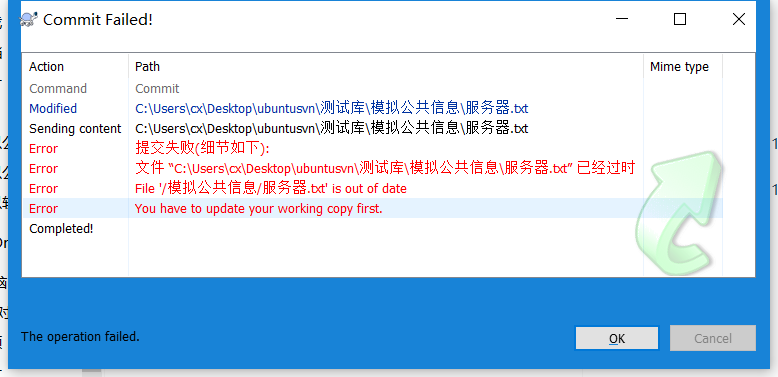 Commit Failed!
Action Path Mime type
Command Commit
Modified C:\Users\cx\Desktop\ubuntusvn\测试库\模拟公共信息\服务器.txt
Sending content C:\Users\cx\Desktop\ubuntusvn\测试库\模拟公共信息\服务器.txt
Error 提交失败(细节如下):
Error 文件 “C:\Users\cx\Desktop\ubuntusvn\测试库\模拟公共信息\服务器.txt” 已经过时
Error File '/模拟公共信息/服务器.txt' is out of date
Error You have to update your working copy first.
Completed!
The operation failed.
OK Cancel